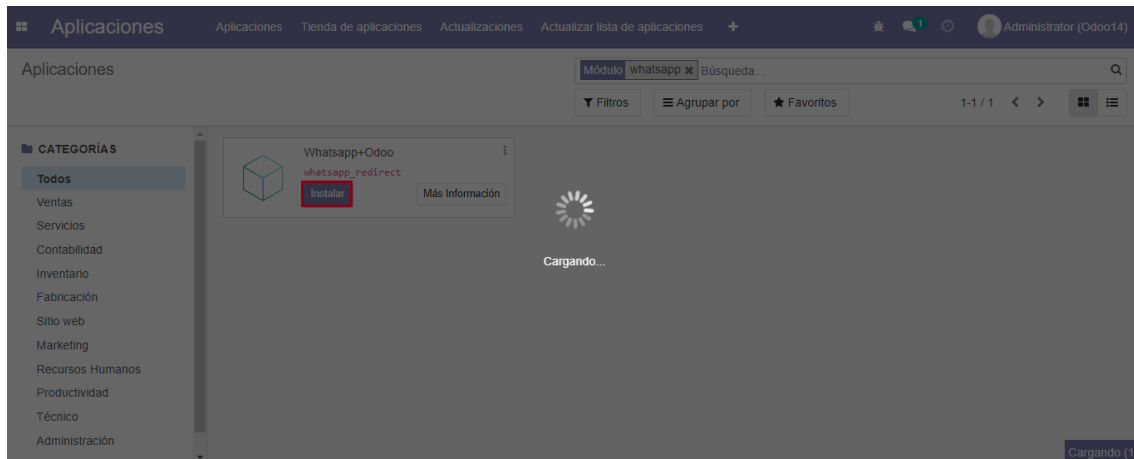 Aplicaciones Aplicaciones Tienda de aplicaciones Actualizaciones Actualizar lista de aplicaciones + 1 Administrator (Odoo14)
Aplicaciones
Módulo whatsapp x Búsqueda...
Filtros Agrupar por Favoritos 1-1 / 1
CATEGORÍAS
Todos
Ventas
Servicios
Contabilidad
Inventario
Fabricación
Sitio web
Marketing
Recursos Humanos
Productividad
Técnico
Administración
Whatsapp+Odoo
whatsapp_redirect
Instalar Más Información
Cargando...
Cargando (1